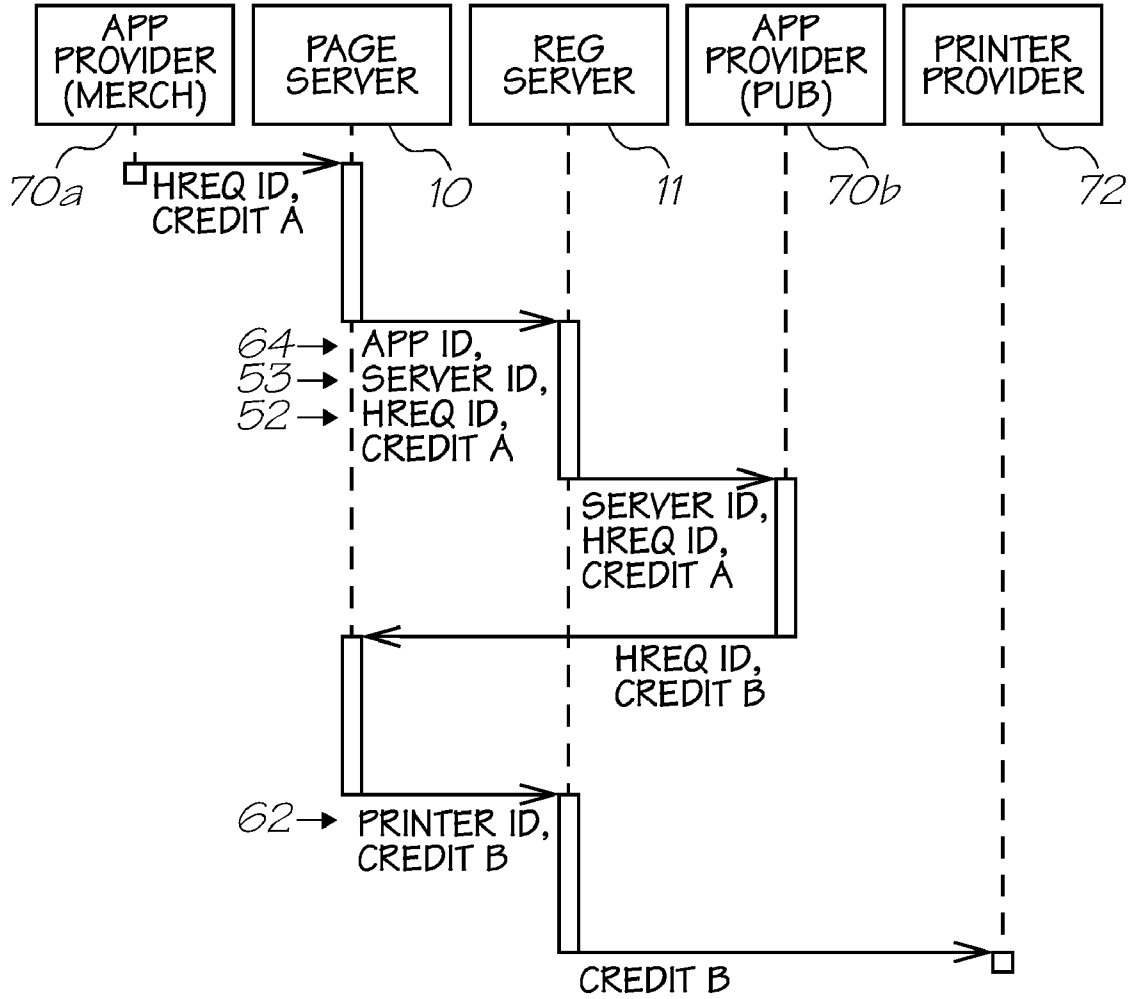 APP
PROVIDER
(MERCH)
PAGE
SERVER
REG
SERVER
APP
PROVIDER
(PUB)
PRINTER
PROVIDER
70a
10
11
70b
72
HREQ ID,
CREDIT A
64
APP ID,
53
SERVER ID,
52
HREQ ID,
CREDIT A
SERVER ID,
HREQ ID,
CREDIT A
HREQ ID,
CREDIT B
62
PRINTER ID,
CREDIT B
CREDIT B